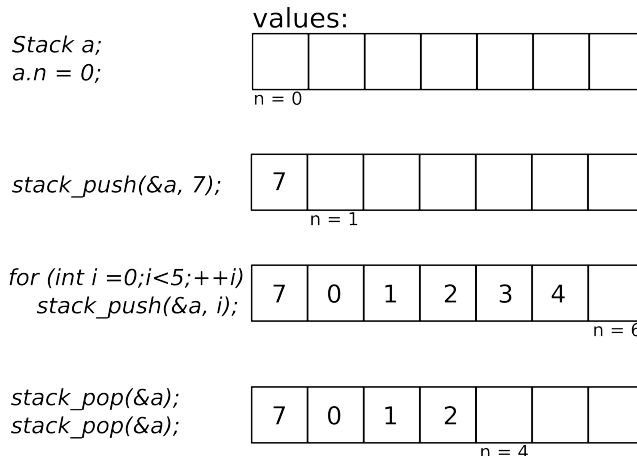 values:
Stack a;
a.n = 0;
n = 0
stack_push(&a, 7);
7
n = 1
for (int i =0;i<5;++i)
stack_push(&a, i);
7 0 1 2 3 4
n = 6
stack_pop(&a);
stack_pop(&a);
7 0 1 2
n = 4